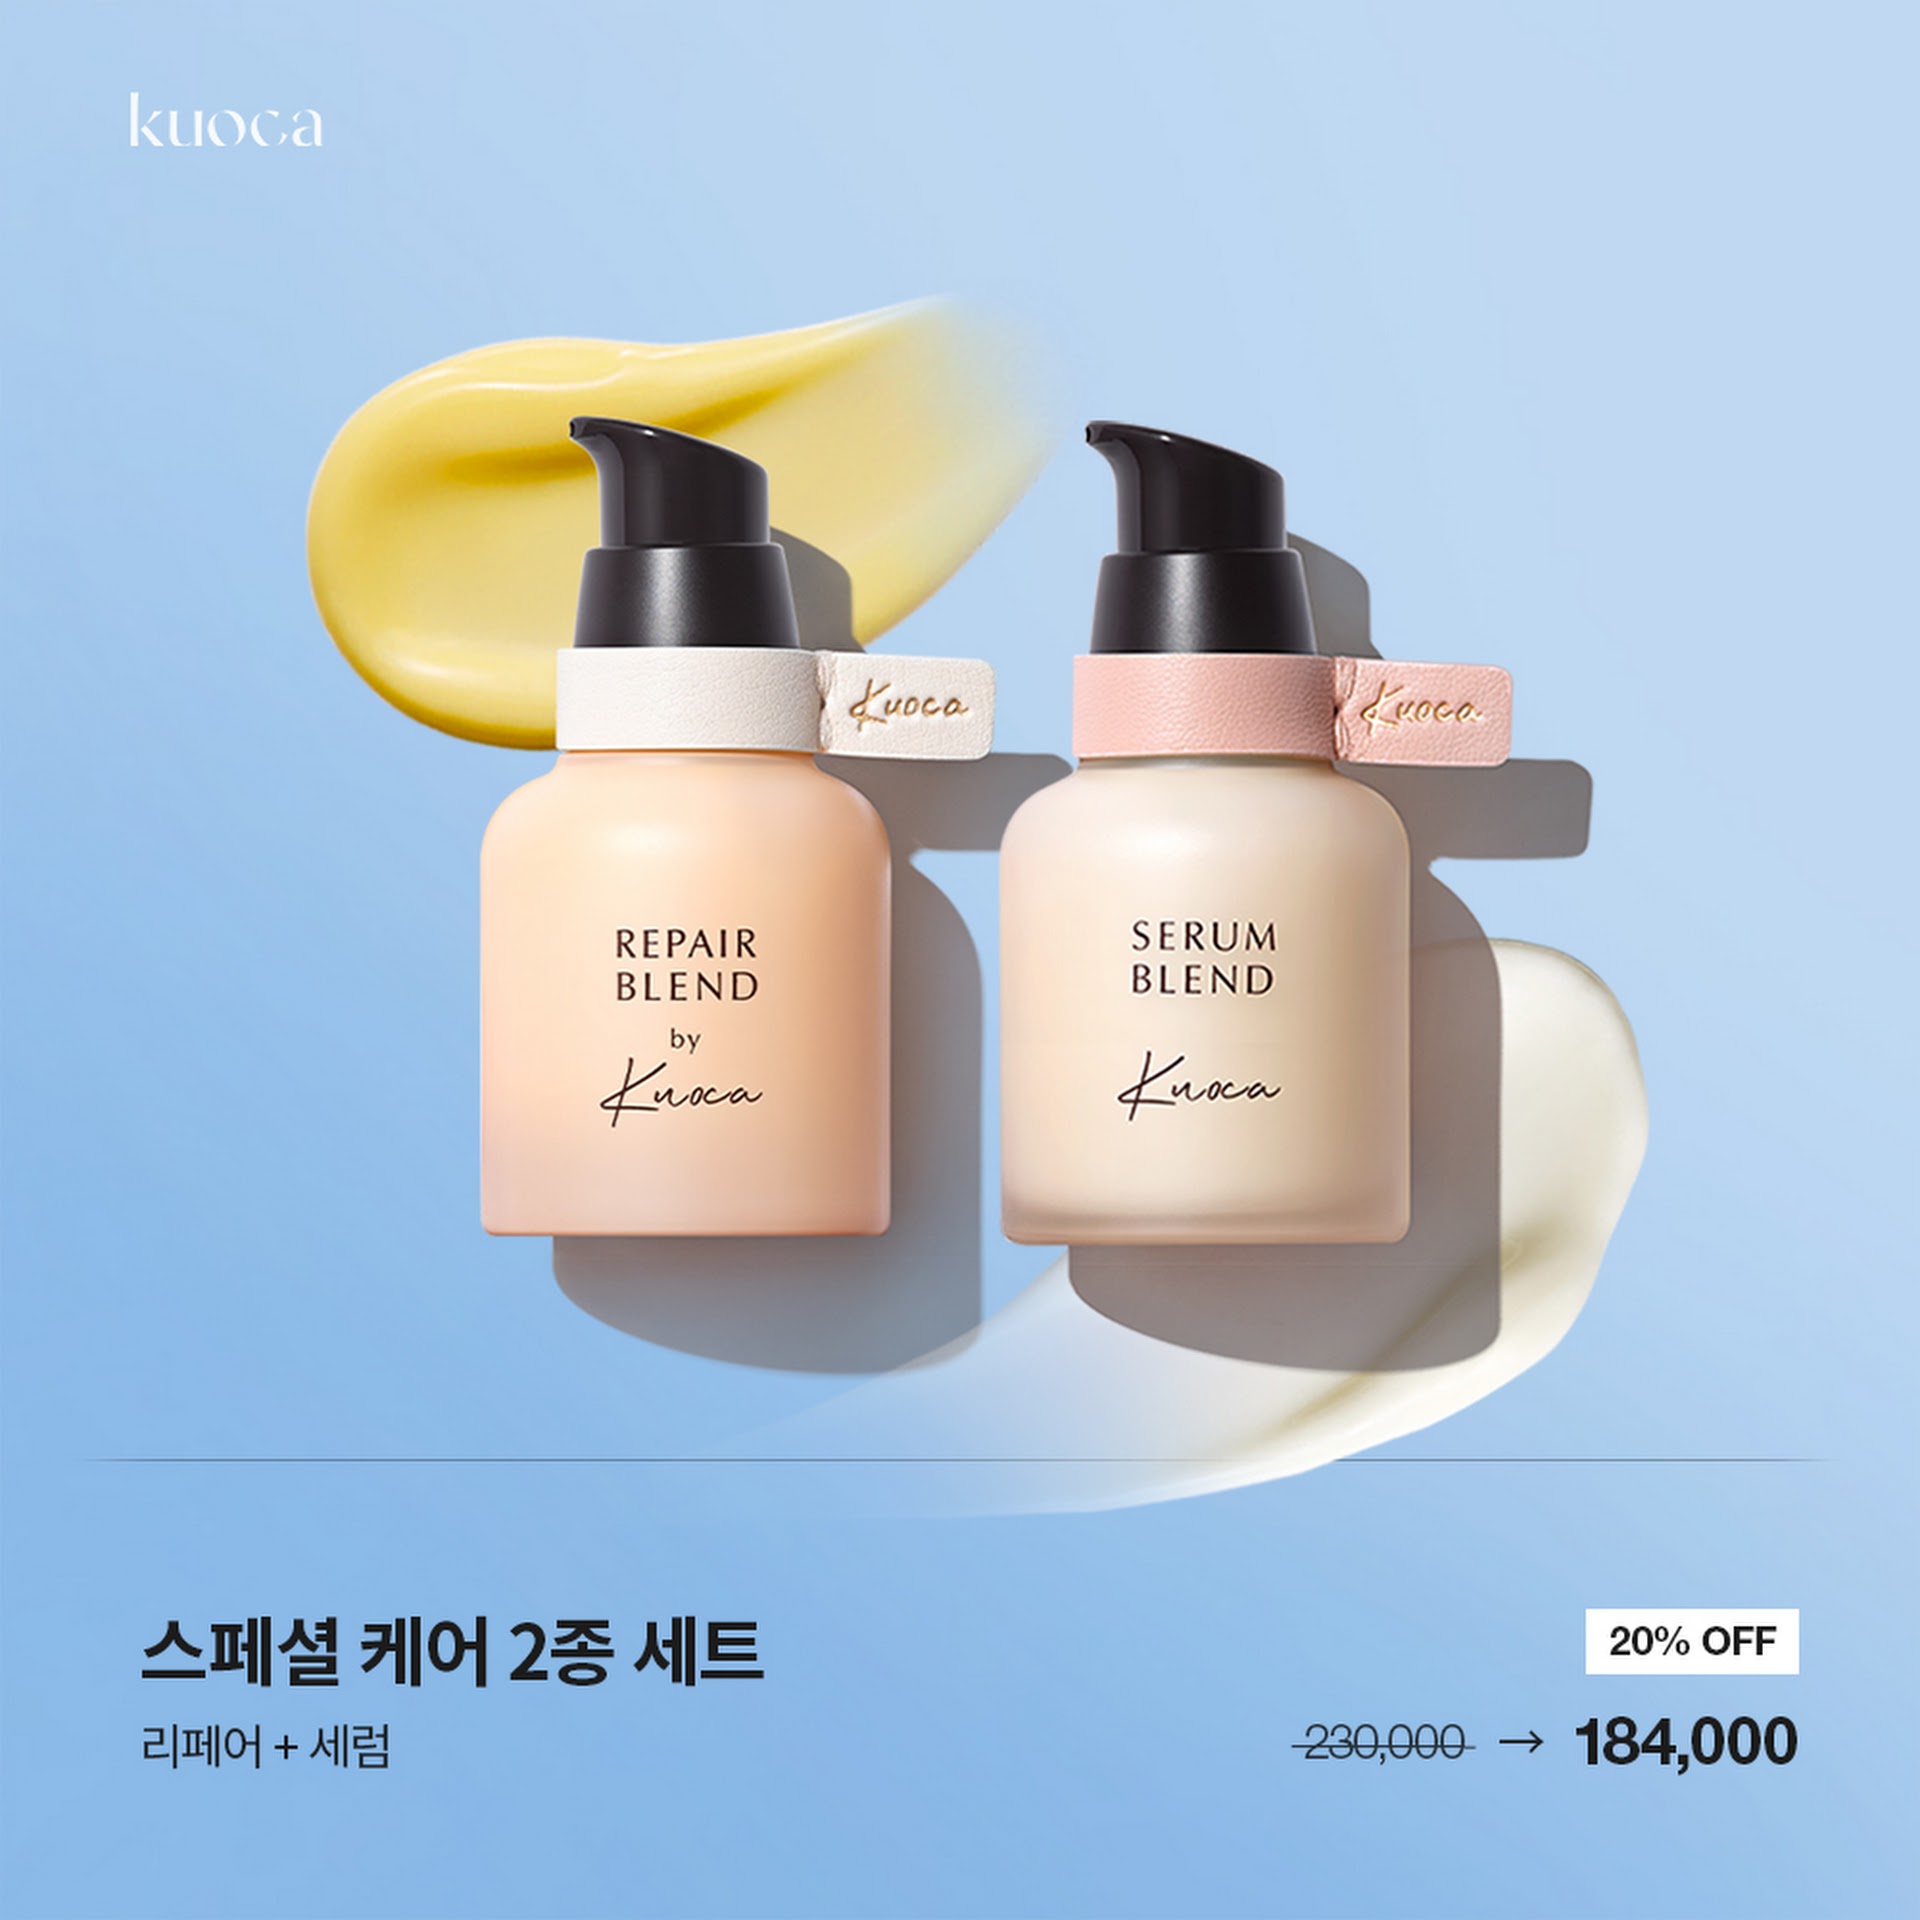 kuoca
Kuoca
Kuoca
REPAIR
BLEND
by
Kuoca
SERUM
BLEND
Kuoca
스페셜 케어 2종 세트
리페어 + 세럼
20% OFF
230,000 → 184,000